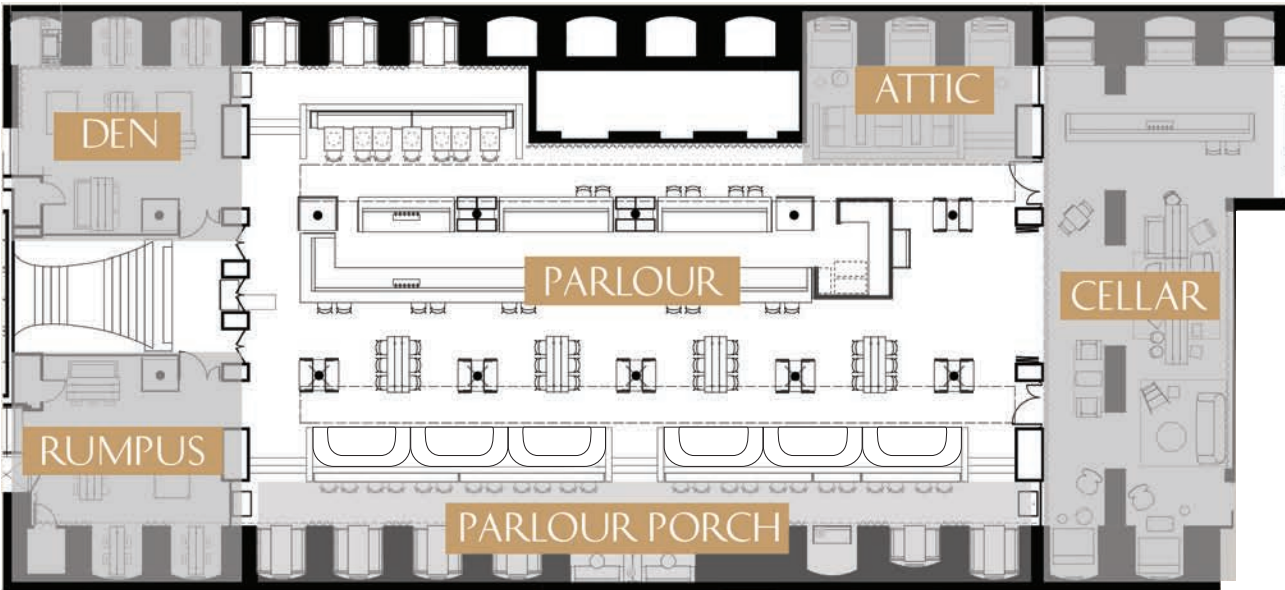 DEN
ATTIC
PARLOUR
CELLAR
RUMPUS
PARLOUR PORCH